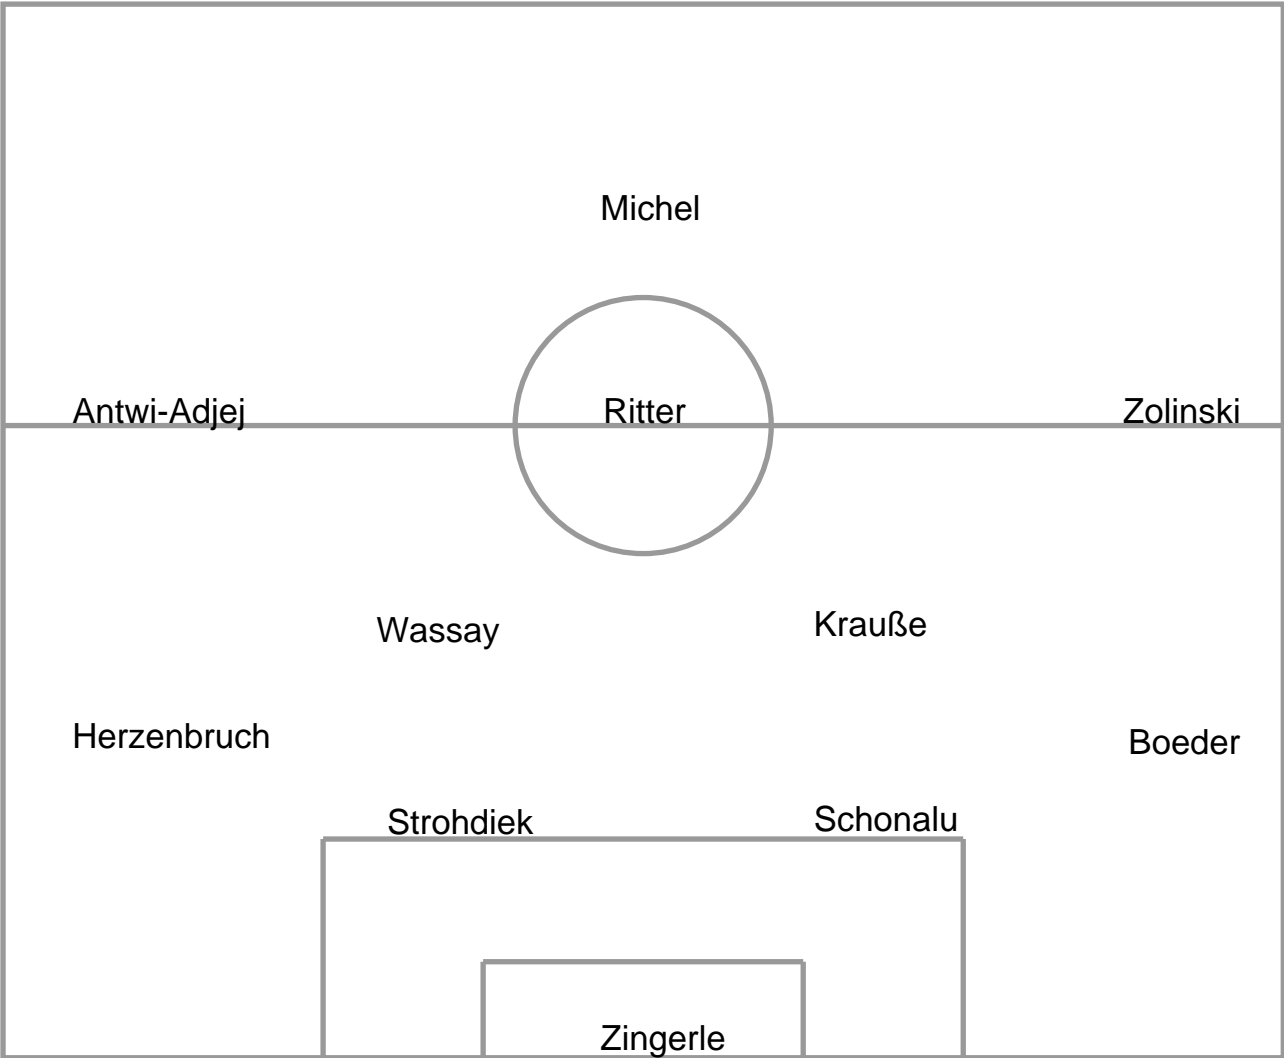 Michel
Antwi-Adjej Ritter Zolinski
Wassay Krauße
Herzenbruch Boeder
Strohdiek Schonalu
Zingerle